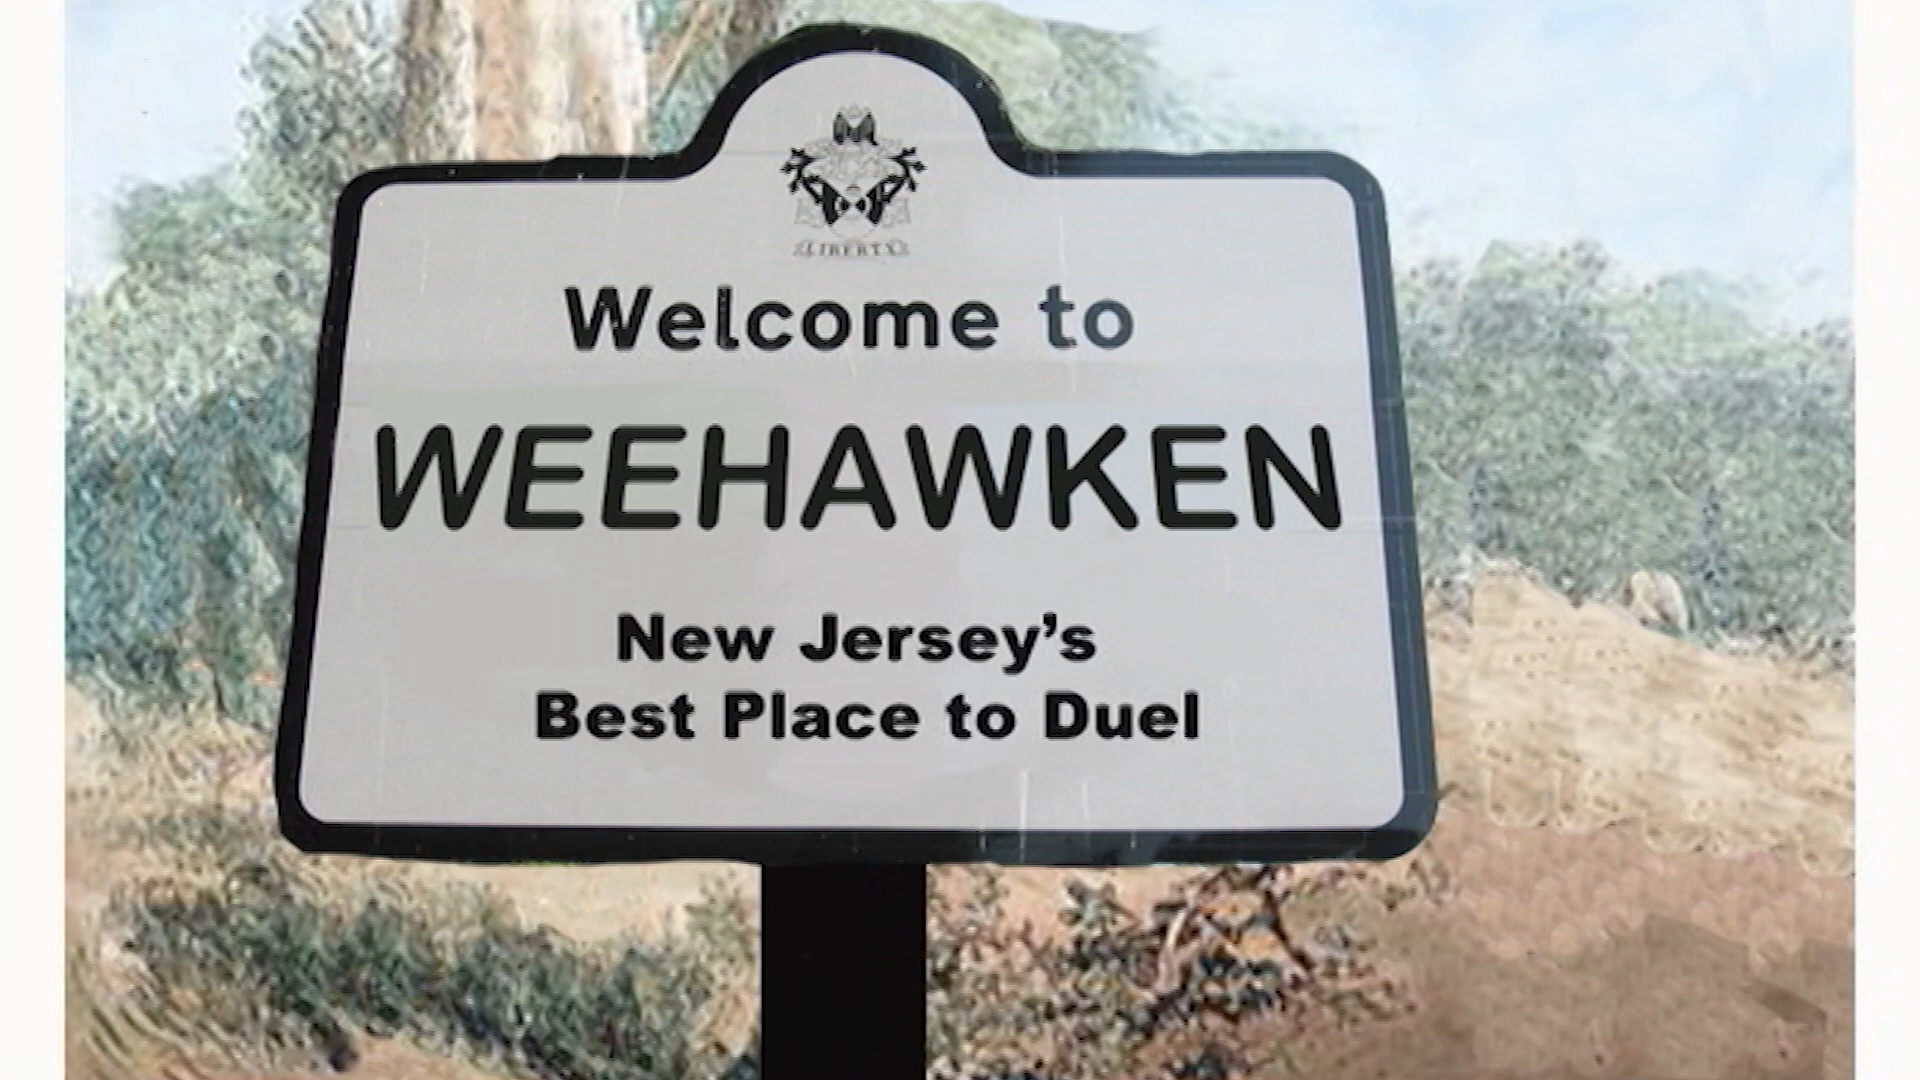 LIBERTY
Welcome to
WEEHAWKEN
New Jersey’s
Best Place to Duel